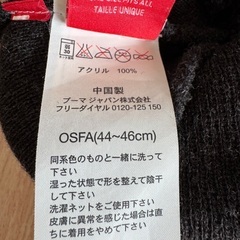 TAILLE UNIQUE
アクリル 100%
中国製
プーマ ジャパン株式会社
フリーダイヤル 0120-125 150
OSFA(44~46cm)
同系色のものと一緒に洗って
下さい
湿った状態で形を整えて陰干し
て下さい
洗濯ネットをご使用下さい
皮膚に異常を感じた場合は直ち
に着用をおやめ下さい